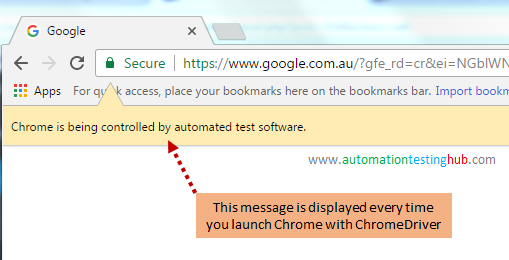 Google
Secure https://www.google.com.au/?gfe_rd=cr&ei=NGblWN
Apps For quick access, place your bookmarks here on the bookmarks bar. Import bookm
Chrome is being controlled by automated test software.
www.automationtestinghub.com
This message is displayed every time
you launch Chrome with ChromeDriver